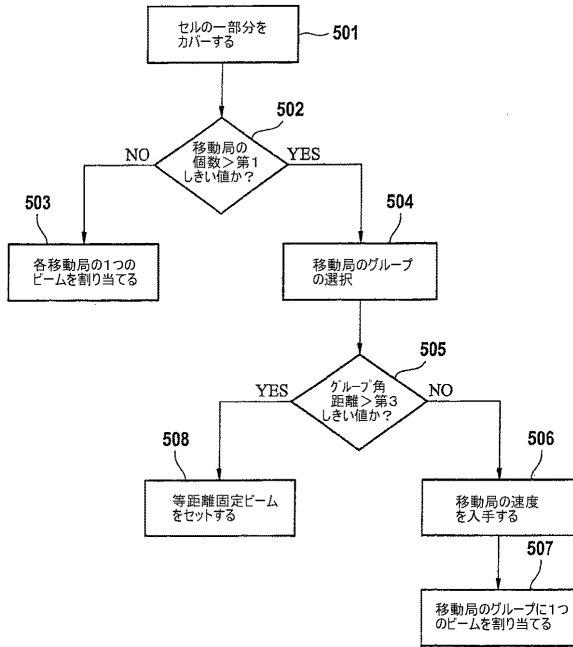 セルの一部分を
カバーする
501
502
移動局の
個数>第1
しきい値か?
NO
YES
503
各移動局の1つの
ビームを割り当てる
504
移動局のグループ
の選択
505
グループ角
距離>第3
しきい値か?
YES
NO
508
等距離固定ビーム
をセットする
506
移動局の速度
を入手する
507
移動局のグループに1つ
のビームを割り当てる